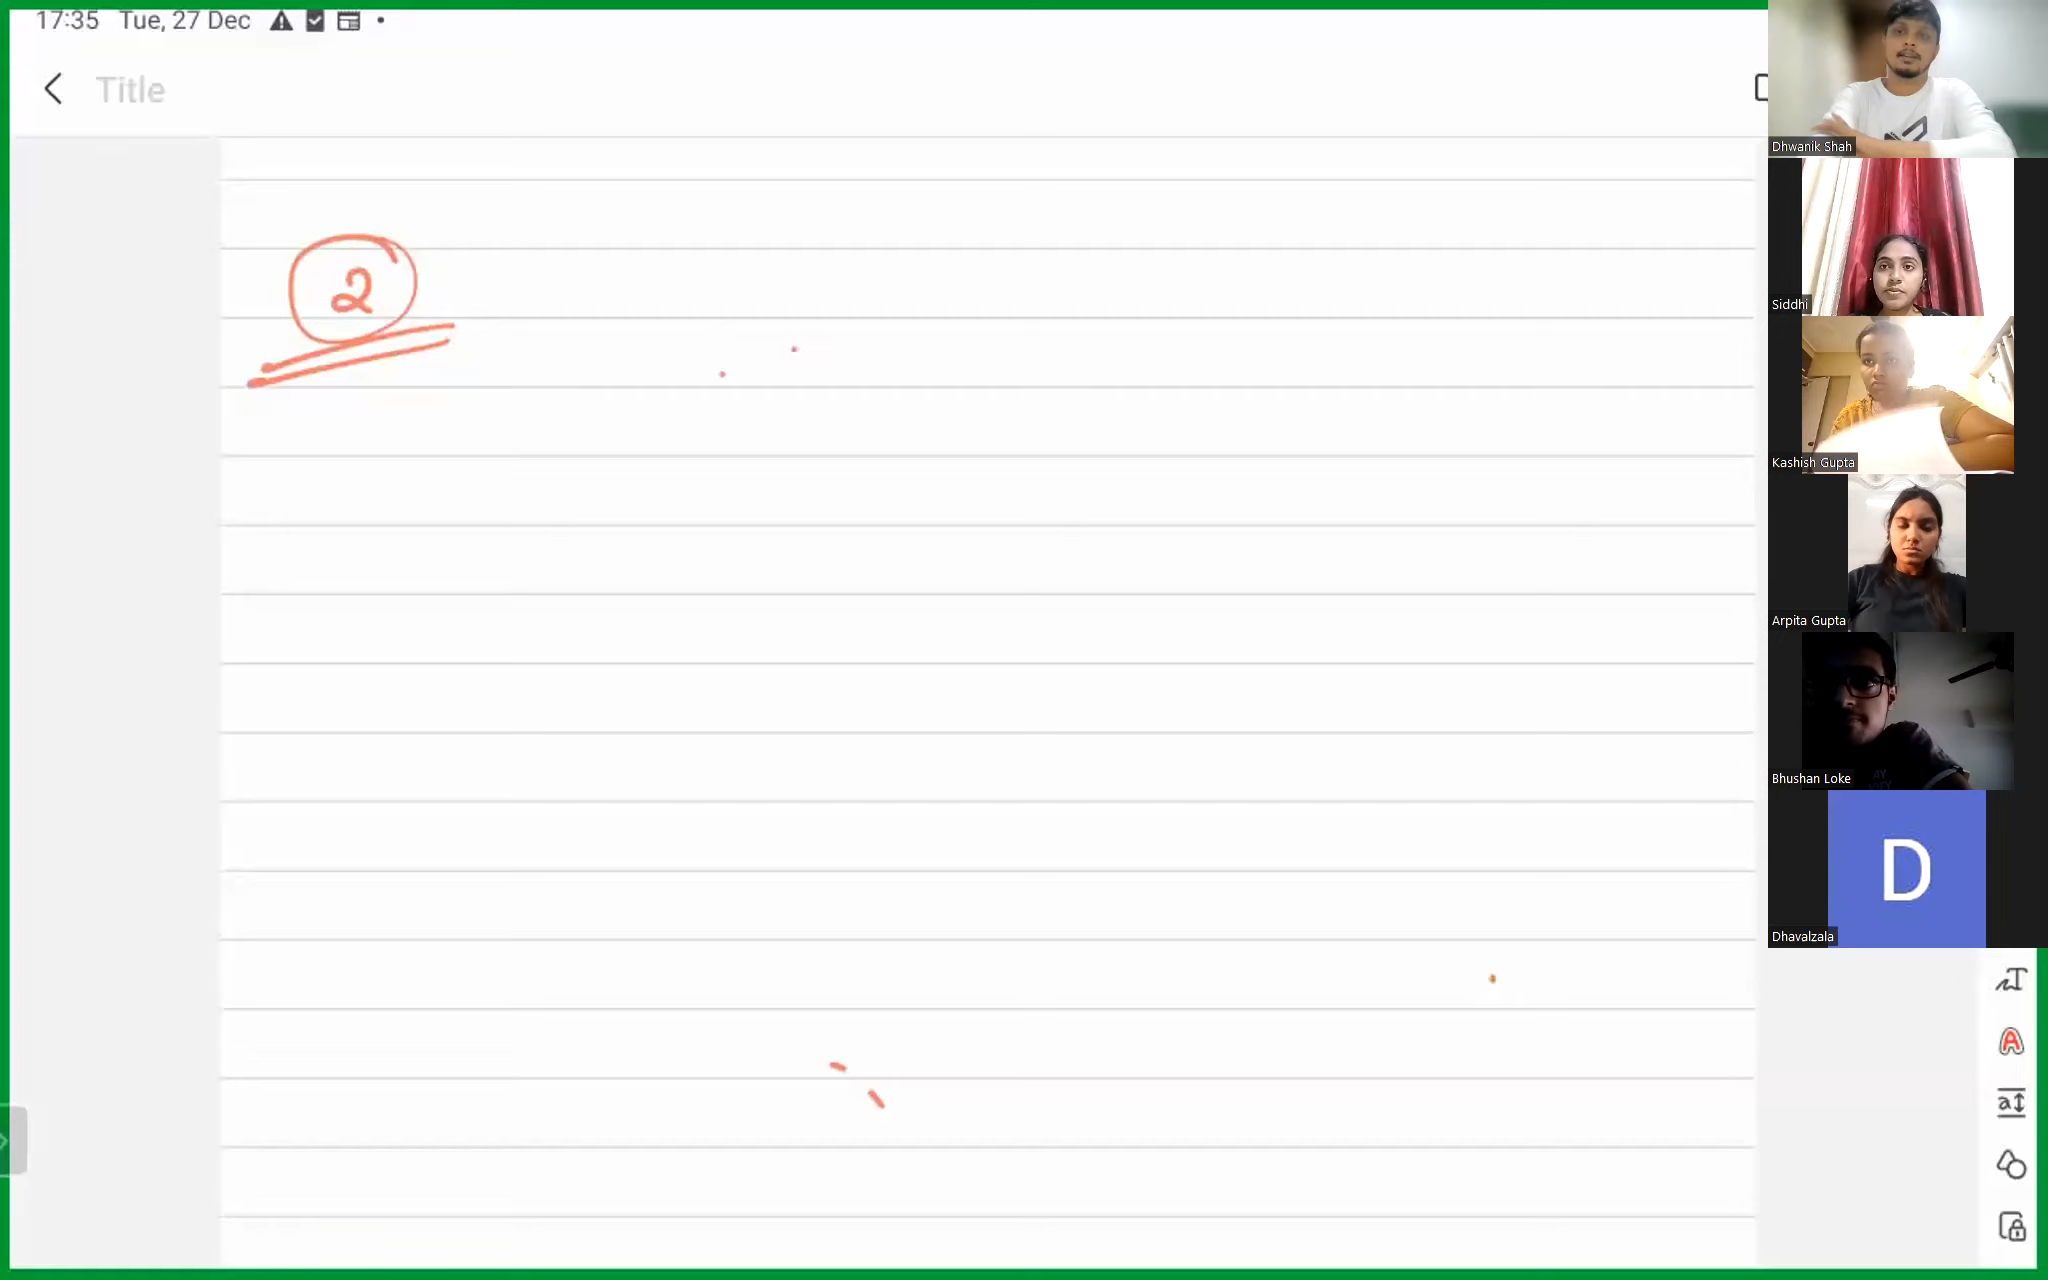 17:35 Tue, 27 Dec
Title
2
Dhwanik Shah
Siddhi
Kashish Gupta
Arpita Gupta
Bhushan Loke
D
Dhavalzala
T
A
a